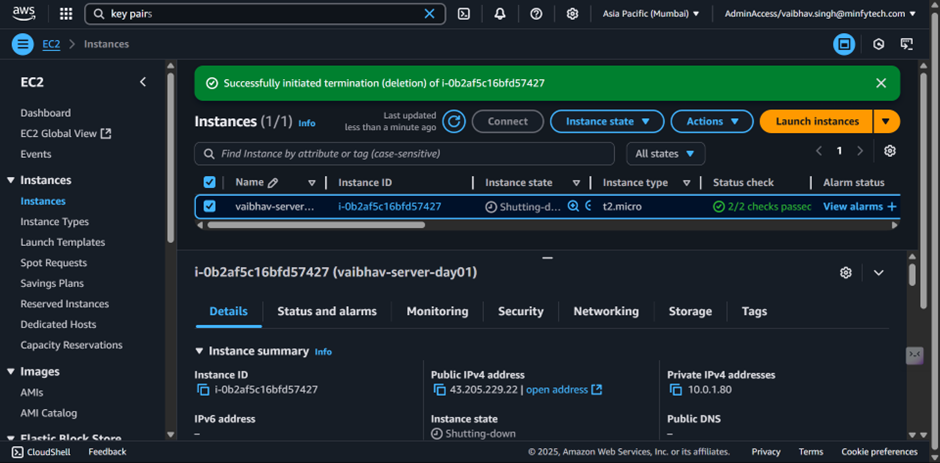 aws
key pairs
Asia Pacific (Mumbai)
AdminAccess/vaibhav.singh@minfytech.com
EC2 > Instances
EC2
Dashboard
EC2 Global View
Events
Instances
Instances
Instance Types
Launch Templates
Spot Requests
Savings Plans
Reserved Instances
Dedicated Hosts
Capacity Reservations
Images
AMIs
AMI Catalog
Elastic Block Store
Successfully initiated termination (deletion) of i-0b2af5c16bfd57427
Instances (1/1) Info
Last updated
less than a minute ago
Connect
Instance state
Actions
Launch instances
Find Instance by attribute or tag (case-sensitive)
All states
1
Name Instance ID Instance state Instance type Status check Alarm status
vaibhav-server... i-0b2af5c16bfd57427 Shutting-d... t2.micro 2/2 checks passec View alarms +
i-0b2af5c16bfd57427 (vaibhav-server-day01)
Details Status and alarms Monitoring Security Networking Storage Tags
Instance summary Info
Instance ID
i-0b2af5c16bfd57427
Public IPv4 address
43.205.229.22 | open address
Private IPv4 addresses
10.0.1.80
IPv6 address
–
Instance state
Shutting-down
Public DNS
–
CloudShell Feedback
© 2025, Amazon Web Services, Inc. or its affiliates. Privacy Terms Cookie preferences